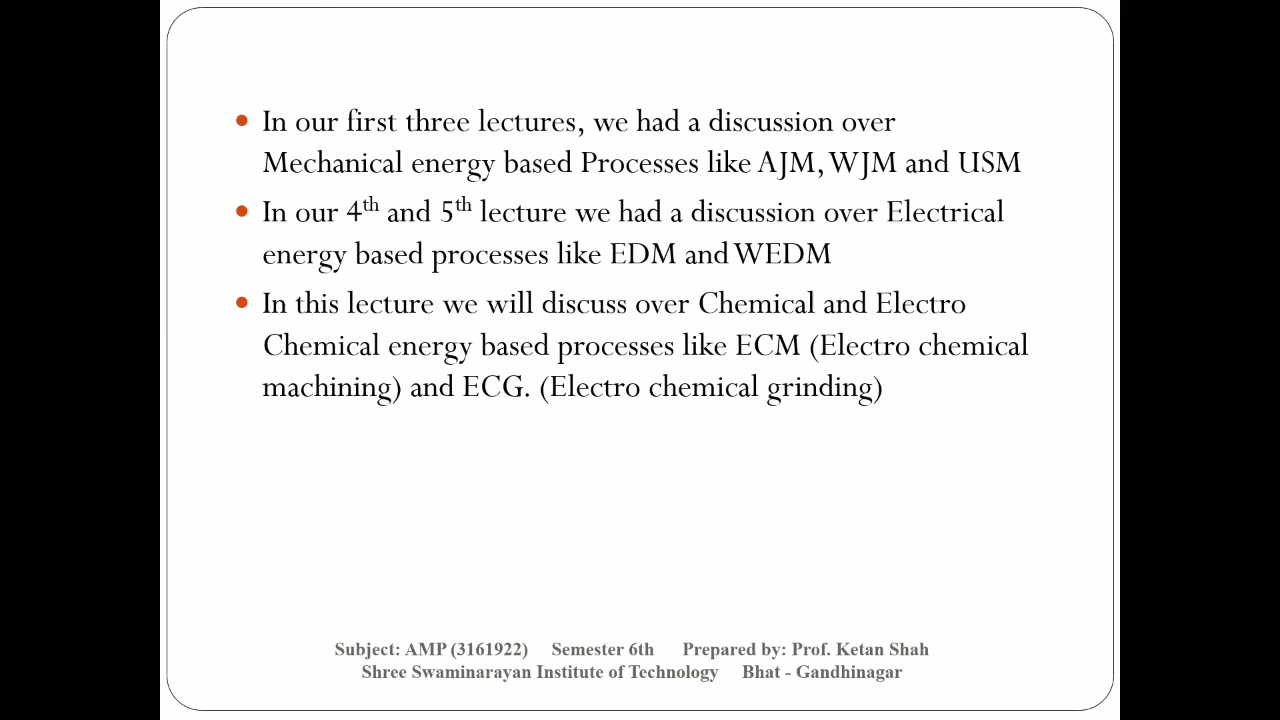 In our first three lectures, we had a discussion over
Mechanical energy based Processes like AJM, WJM and USM
In our 4th and 5th lecture we had a discussion over Electrical
energy based processes like EDM and WEDM
In this lecture we will discuss over Chemical and Electro
Chemical energy based processes like ECM (Electro chemical
machining) and ECG. (Electro chemical grinding)
Subject: AMP (3161922) Semester 6th Prepared by: Prof. Ketan Shah
Shree Swaminarayan Institute of Technology Bhat - Gandhinagar